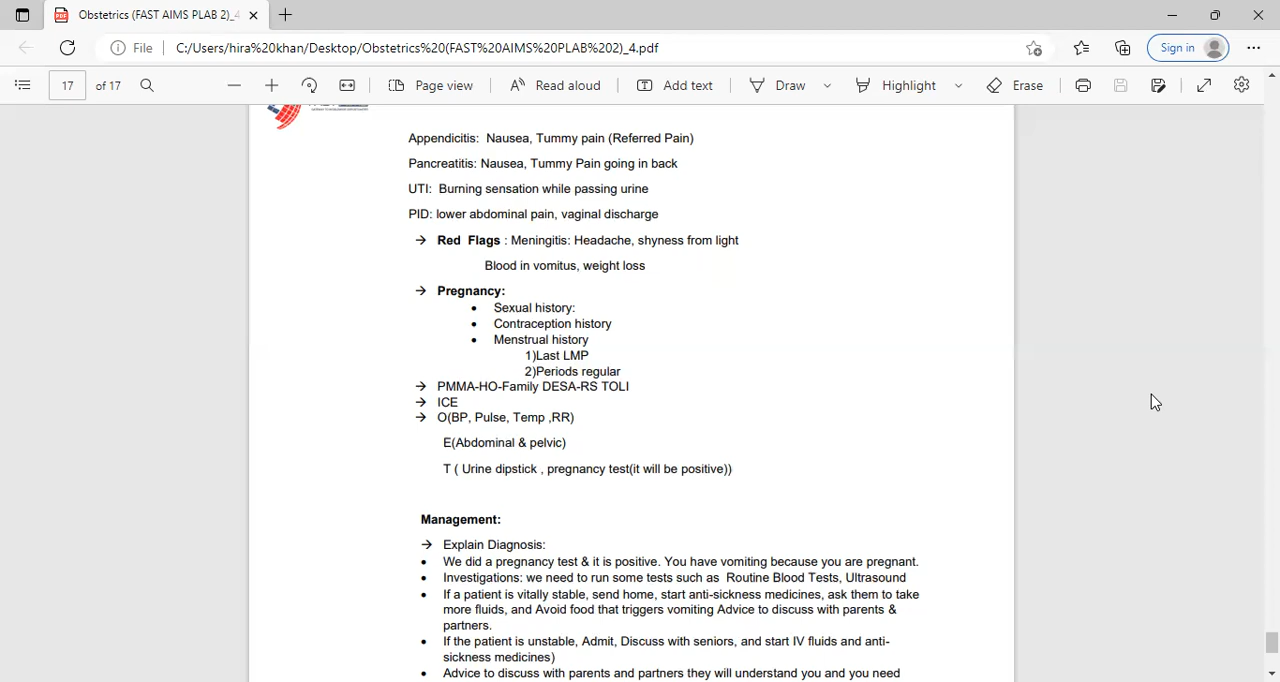 Obstetrics (FAST AIMS PLAB 2)_4
File C:/Users/hira%20khan/Desktop/Obstetrics%20(FAST%20AIMS%20PLAB%202)_4.pdf
Sign in
17 of 17 Page view Read aloud Add text Draw Highlight Erase
Appendicitis: Nausea, Tummy pain (Referred Pain)
Pancreatitis: Nausea, Tummy Pain going in back
UTI: Burning sensation while passing urine
PID: lower abdominal pain, vaginal discharge
→ Red Flags : Meningitis: Headache, shyness from light
Blood in vomitus, weight loss
→ Pregnancy:
• Sexual history:
• Contraception history
• Menstrual history
1)Last LMP
2)Periods regular
→ PMMA-HO-Family DESA-RS TOLI
→ ICE
→ O(BP, Pulse, Temp ,RR)
E(Abdominal & pelvic)
T ( Urine dipstick , pregnancy test(it will be positive))
Management:
→ Explain Diagnosis:
• We did a pregnancy test & it is positive. You have vomiting because you are pregnant.
• Investigations: we need to run some tests such as Routine Blood Tests, Ultrasound
• If a patient is vitally stable, send home, start anti-sickness medicines, ask them to take
more fluids, and Avoid food that triggers vomiting Advice to discuss with parents &
partners.
• If the patient is unstable, Admit, Discuss with seniors, and start IV fluids and anti-
sickness medicines)
• Advice to discuss with parents and partners they will understand you and you need